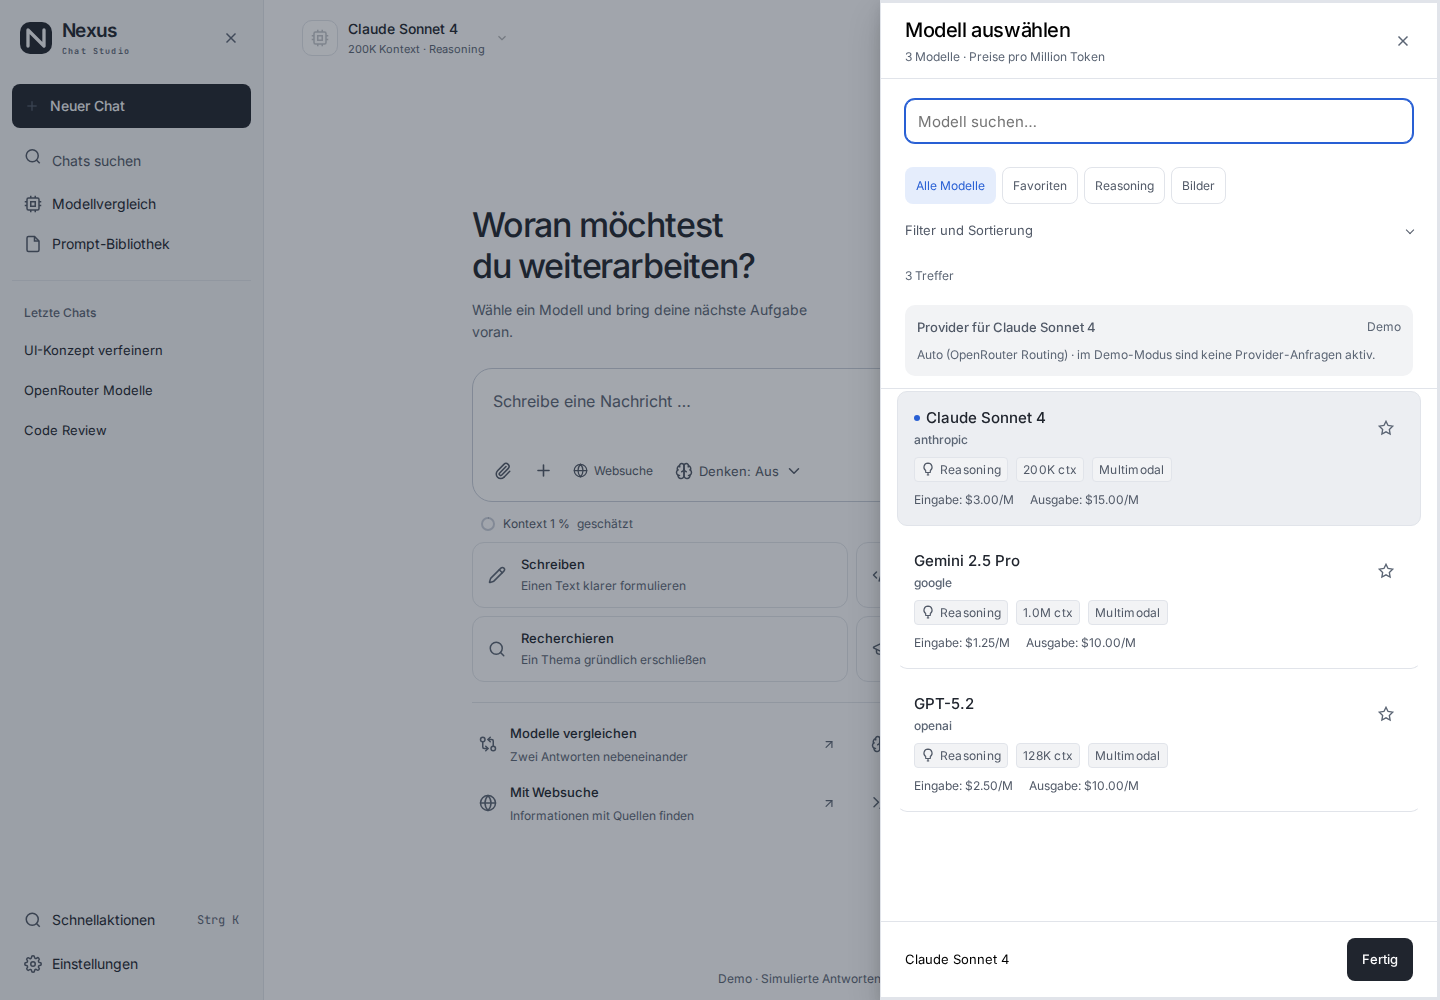 Nexus
Chat Studio
Neuer Chat
Chats suchen
Modellvergleich
Prompt-Bibliothek
Letzte Chats
UI-Konzept verfeinern
OpenRouter Modelle
Code Review
Schnellaktionen
Strg K
Einstellungen
Claude Sonnet 4
200K Kontext · Reasoning
Woran möchtest
du weiterarbeiten?
Wähle ein Modell und bring deine nächste Aufgabe
voran.
Schreibe eine Nachricht ...
Websuche
Denken: Aus
Kontext 1 % geschätzt
Schreiben
Einen Text klarer formulieren
Recherchieren
Ein Thema gründlich erschließen
Modelle vergleichen
Zwei Antworten nebeneinander
Mit Websuche
Informationen mit Quellen finden
Demo · Simulierte Antworten
Modell auswählen
3 Modelle · Preise pro Million Token
Modell suchen...
Alle Modelle
Favoriten
Reasoning
Bilder
Filter und Sortierung
3 Treffer
Provider für Claude Sonnet 4
Demo
Auto (OpenRouter Routing) · im Demo-Modus sind keine Provider-Anfragen aktiv.
Claude Sonnet 4
anthropic
Reasoning
200K ctx
Multimodal
Eingabe: $3.00/M
Ausgabe: $15.00/M
Gemini 2.5 Pro
google
Reasoning
1.0M ctx
Multimodal
Eingabe: $1.25/M
Ausgabe: $10.00/M
GPT-5.2
openai
Reasoning
128K ctx
Multimodal
Eingabe: $2.50/M
Ausgabe: $10.00/M
Claude Sonnet 4
Fertig